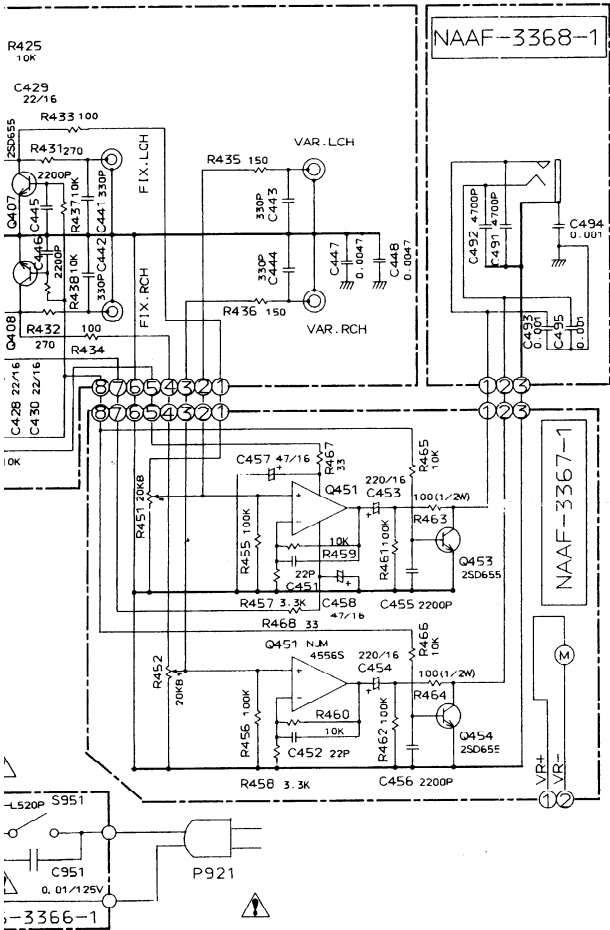 NAAF-3368-1
R425
10K
C429
22/16
R433 100
2SD655
R431 270
2200P
Q407
C445
R437 10K
C441 330P
FIX.LCH
R435 150
VAR.LCH
330P C443
C446
2200P
R438 10K
330P C442
FIX.RCH
330P C444
C447 0.0047
C448 0.0047
R436 150
VAR.RCH
Q408
R432
270
100
R434
C428 22/16
C430 22/16
10K
C492 4700P
C491 4700P
C494
0.001
C493
0.001
C495
0.001
8 7 6 5 4 3 2 1
1 2 3
8 7 6 5 4 3 2 1
1 2 3
NAAF-3367-1
C457 47/16
R467
33
R465
10K
Q451
220/16
C453
100(1/2W)
R463
R451 20KB
R455 100K
10K
R459
22P
C451
R461 100K
Q453
2SD655
R457 3.3K
C458
47/16
C455 2200P
R468 33
R466
10K
Q451 NJM
4556S
220/16
C454
100(1/2W)
R464
R452
20KB
R456 100K
R460
10K
C452 22P
R462 100K
Q454
2SD655
R458 3.3K
C456 2200P
M
VR+
VR-
1 2
-L520P S951
C951
0.01/125V
-3366-1
P921